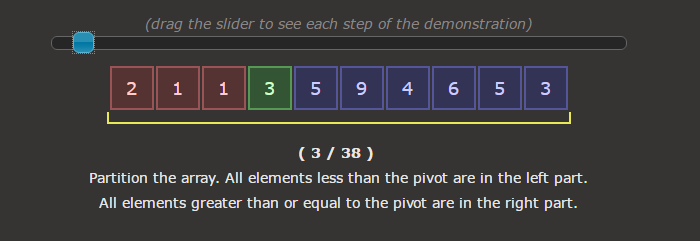 (drag the slider to see each step of the demonstration)
2 1 1 3 5 9 4 6 5 3
( 3 / 38 )
Partition the array. All elements less than the pivot are in the left part.
All elements greater than or equal to the pivot are in the right part.